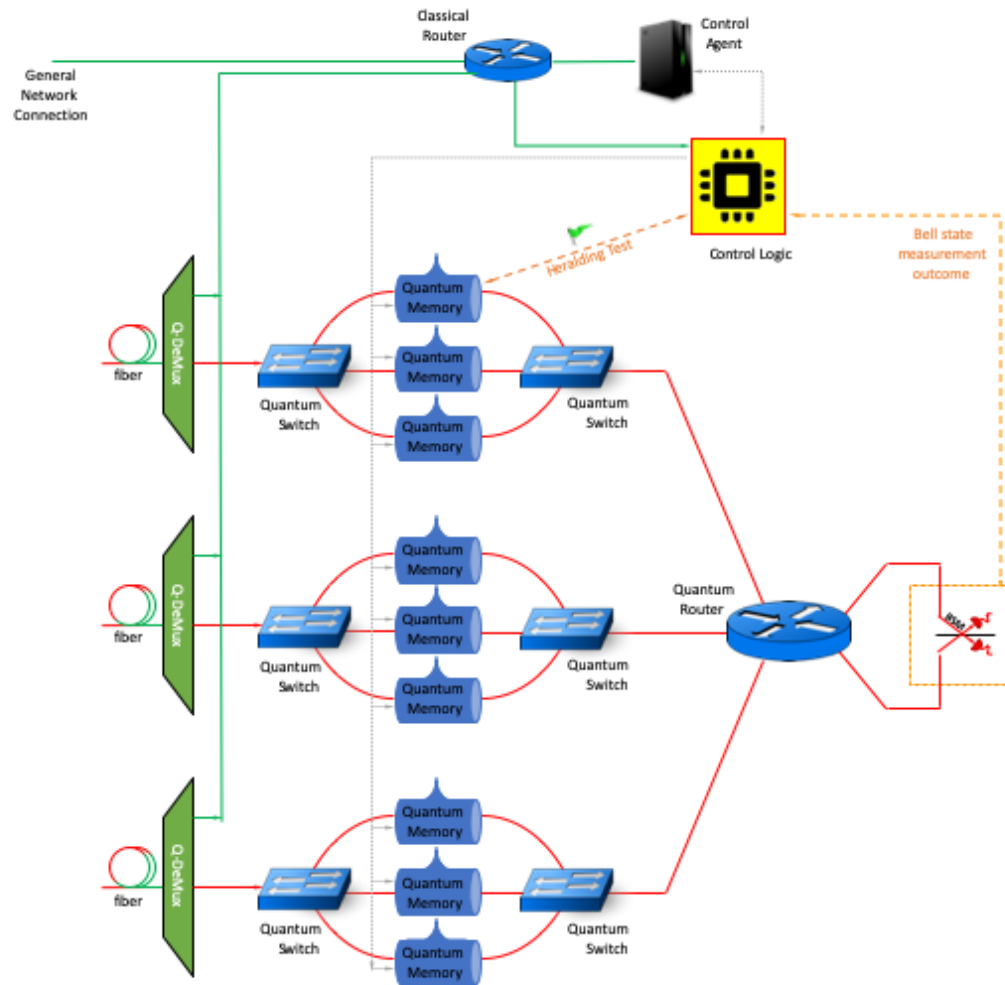 Classical
Router
Control
Agent
General
Network
Connection
Control Logic
Bell state
measurement
outcome
Heralding Test
Quantum
Memory
Q-DeMux
fiber
Quantum
Memory
Quantum
Switch
Quantum
Switch
Quantum
Memory
Quantum
Memory
Q-DeMux
fiber
Quantum
Memory
Quantum
Switch
Quantum
Switch
Quantum
Memory
Quantum
Router
BSM
Quantum
Memory
Q-DeMux
fiber
Quantum
Memory
Quantum
Switch
Quantum
Switch
Quantum
Memory